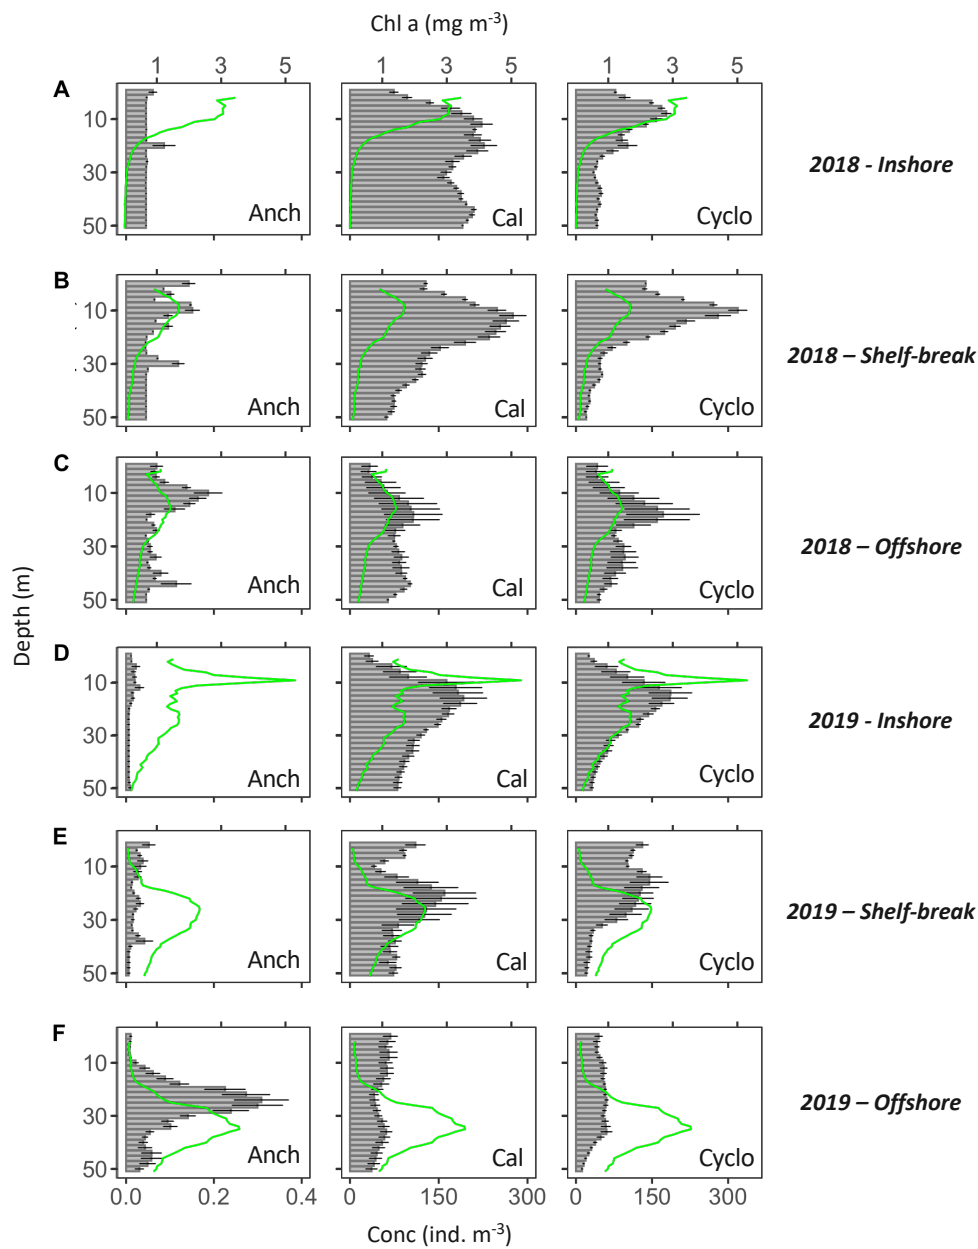 Chl a (mg m-3)
1 3 5 1 3 5 1 3 5
A
10
30
50
Anch
Cal
Cyclo
2018 - Inshore
B
10
30
50
Anch
Cal
Cyclo
2018 – Shelf-break
C
10
30
50
Anch
Cal
Cyclo
2018 – Offshore
Depth (m)
D
10
30
50
Anch
Cal
Cyclo
2019 - Inshore
E
10
30
50
Anch
Cal
Cyclo
2019 – Shelf-break
F
10
30
50
Anch
Cal
Cyclo
2019 – Offshore
0.0 0.2 0.4 0 150 300 0 150 300
Conc (ind. m-3)